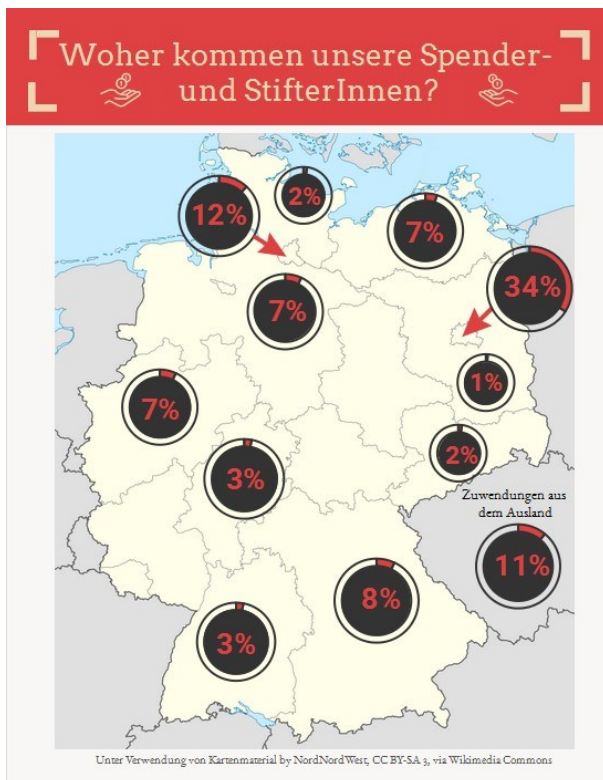 Woher kommen unsere Spender-
und StifterInnen?
2%
12%
7%
34%
7%
1%
7%
2%
3%
Zuwendungen aus
dem Ausland
11%
8%
3%
Unter Verwendung von Kartenmaterial by NordNordWest, CC BY-SA 3, via Wikimedia Commons